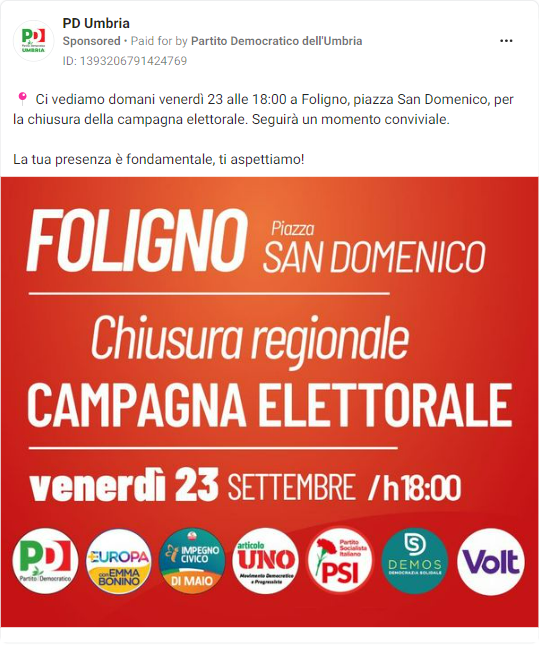 PD Umbria
Sponsored • Paid for by Partito Democratico dell'Umbria
ID: 1393206791424769
Ci vediamo domani venerdì 23 alle 18:00 a Foligno, piazza San Domenico, per
la chiusura della campagna elettorale. Seguirà un momento conviviale.
La tua presenza è fondamentale, ti aspettiamo!
FOLIGNO Piazza
SAN DOMENICO
Chiusura regionale
CAMPAGNA ELETTORALE
venerdì 23 SETTEMBRE / h18:00
PD
Partito Democratico
+EUROPA
con EMMA
BONINO
IMPEGNO
CIVICO
DI MAIO
articolo
UNO
Movimento Democratico
e Progressista
Partito
Socialista
Italiano
PSI
DEMOS
DEMOCRAZIA SOLIDALE
Volt